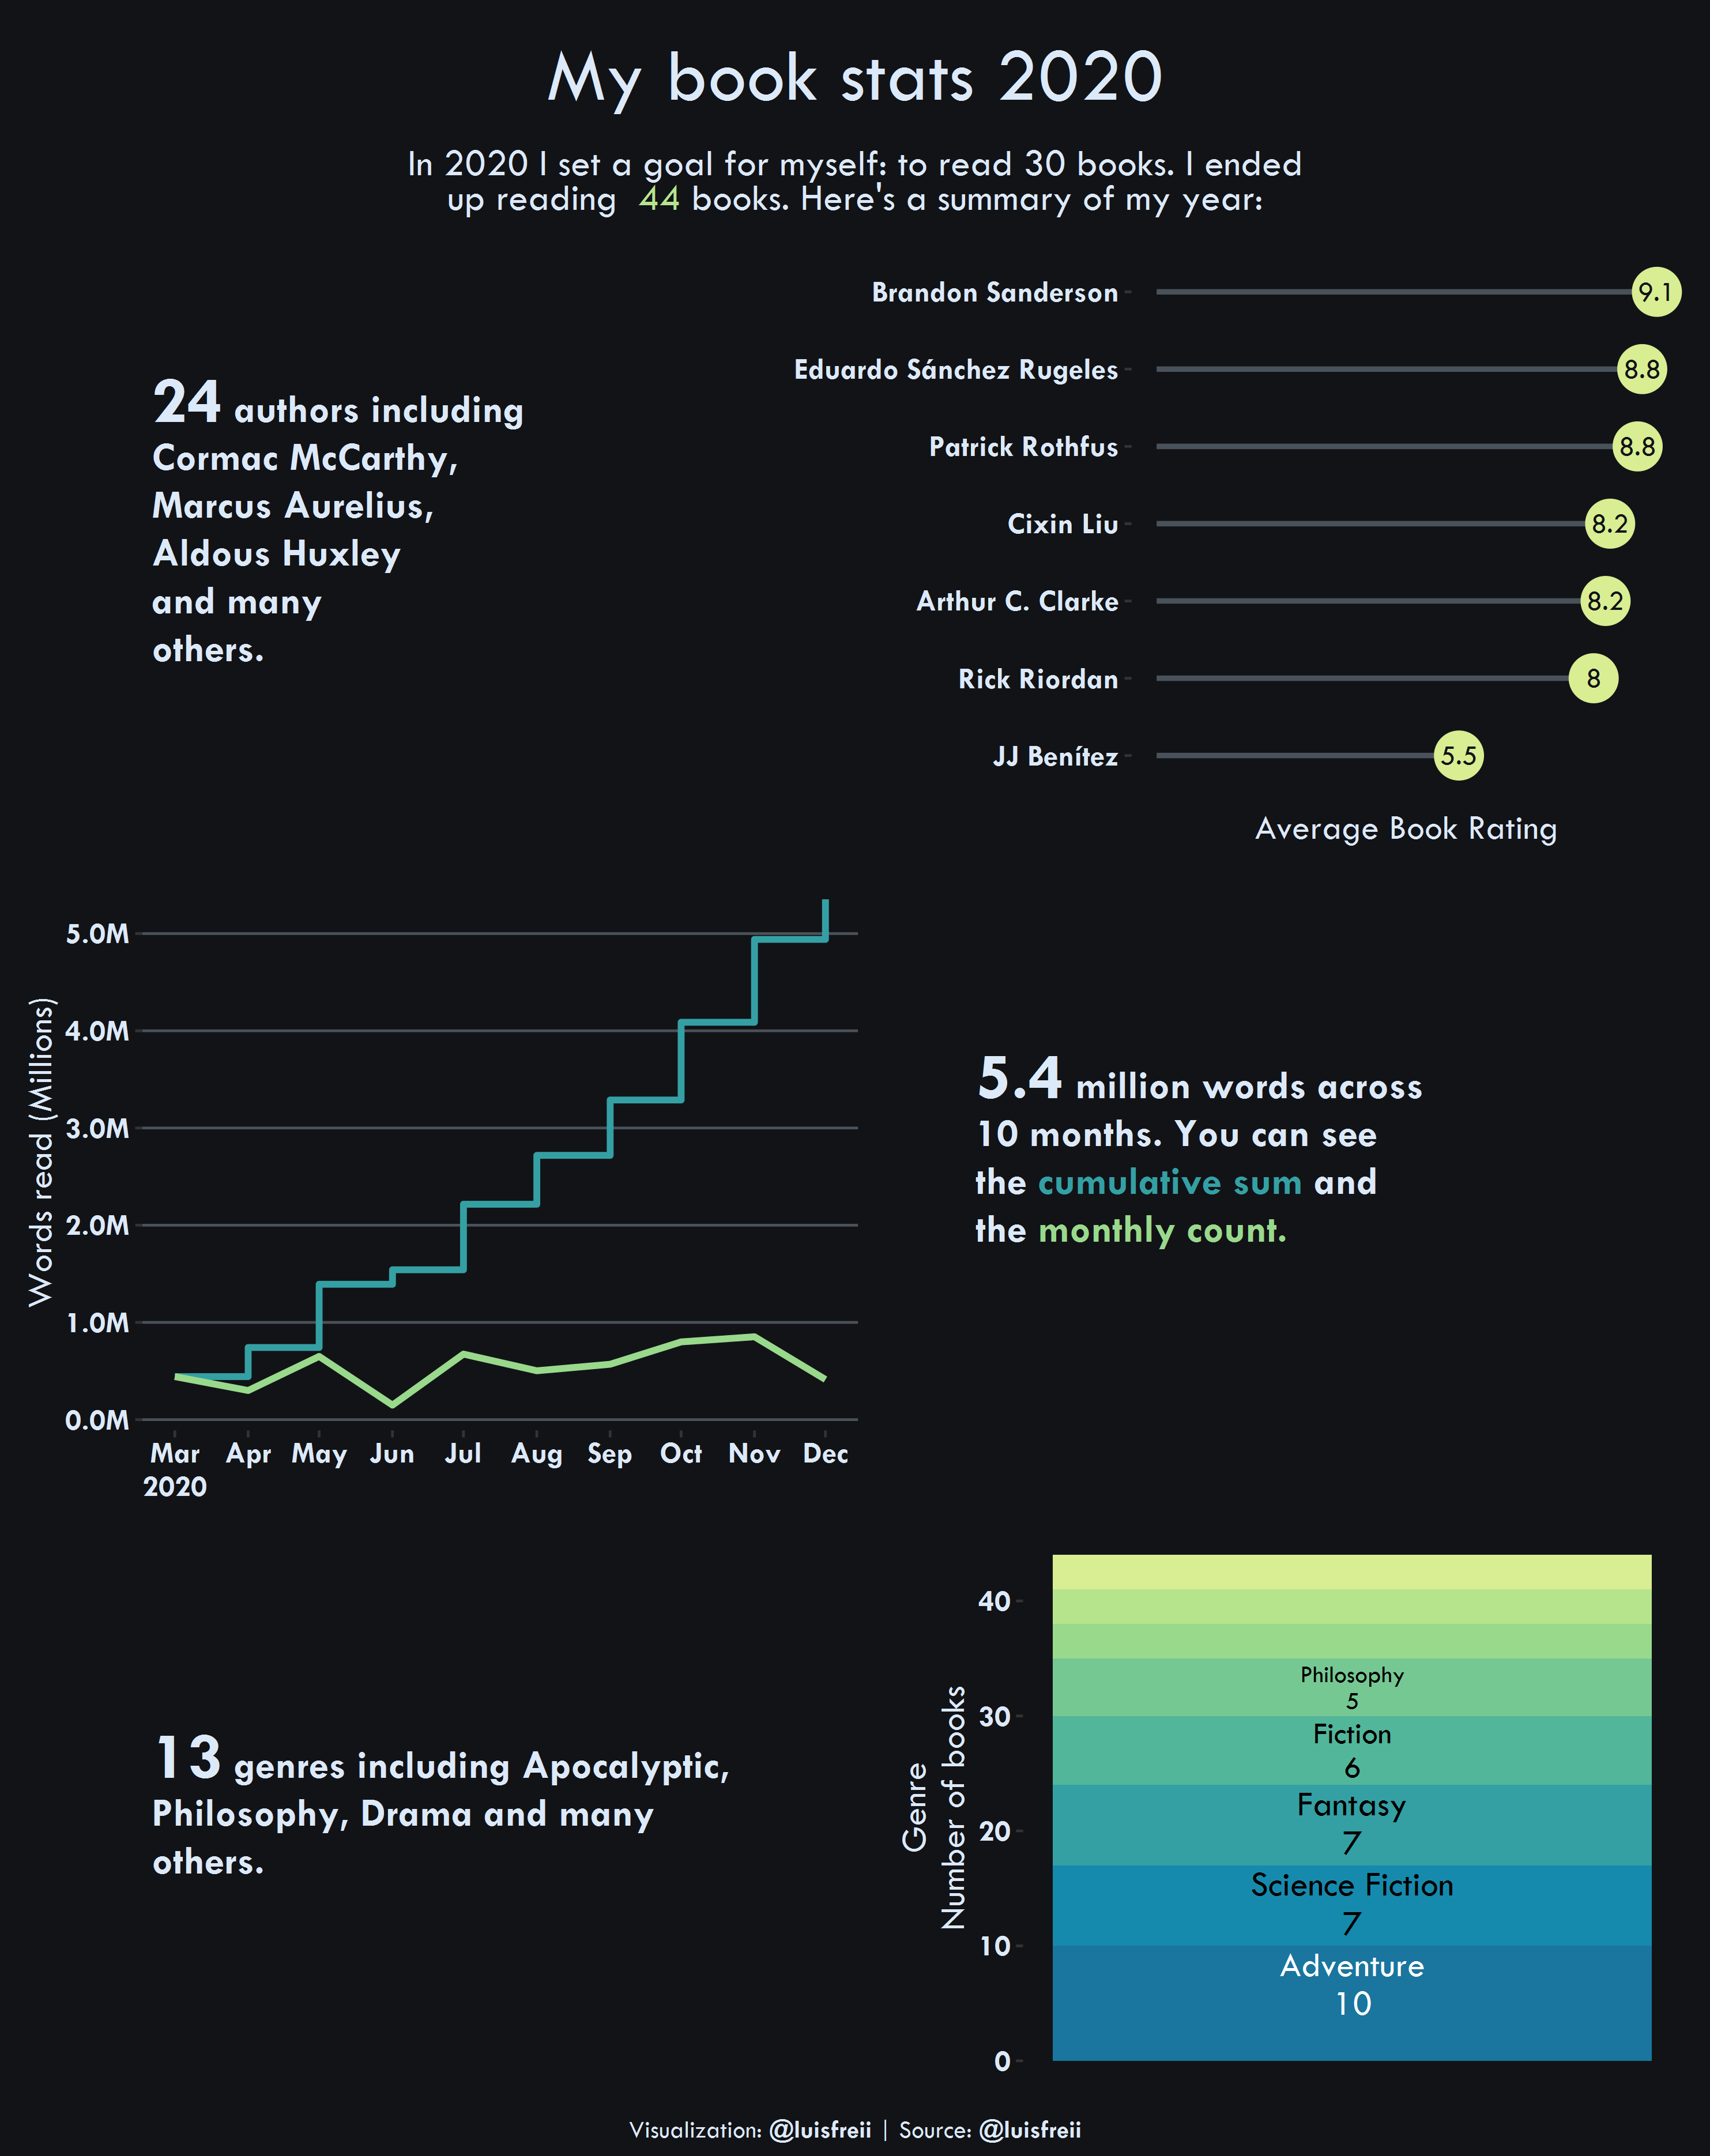 My book stats 2020
In 2020 I set a goal for myself: to read 30 books. I ended
up reading 44 books. Here's a summary of my year:
24 authors including
Cormac McCarthy,
Marcus Aurelius,
Aldous Huxley
and many
others.
Brandon Sanderson 9.1
Eduardo Sánchez Rugeles 8.8
Patrick Rothfus 8.8
Cixin Liu 8.2
Arthur C. Clarke 8.2
Rick Riordan 8
JJ Benítez 5.5
Average Book Rating
Words read (Millions)
5.0M
4.0M
3.0M
2.0M
1.0M
0.0M
Mar Apr May Jun Jul Aug Sep Oct Nov Dec
2020
5.4 million words across
10 months. You can see
the cumulative sum and
the monthly count.
13 genres including Apocalyptic,
Philosophy, Drama and many
others.
Genre
Number of books
40
30
20
10
0
Philosophy
5
Fiction
6
Fantasy
7
Science Fiction
7
Adventure
10
Visualization: @luisfreii | Source: @luisfreii